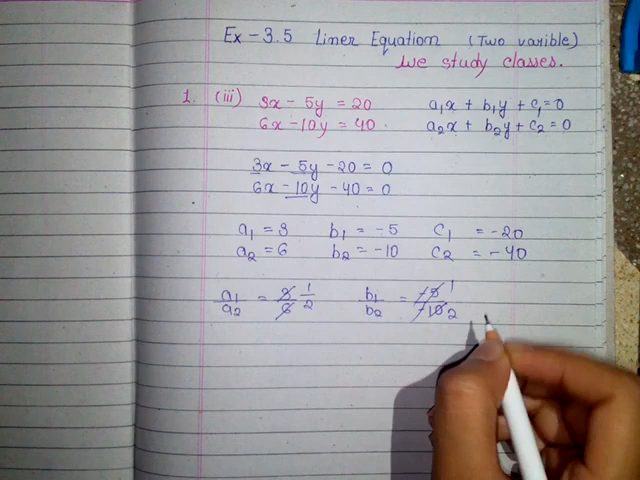 Ex - 3.5 Liner Equation (Two varible)
We study classes.
1. (iii) 3x - 5y = 20 a₁x + b₁y + c₁=0
6x -10y = 40 a₂x + b₂y + c₂ = 0
3x - 5y - 20 = 0
6x - 10y - 40 = 0
a₁ = 3 b₁ = -5 c₁ = -20
a₂ = 6 b₂ = -10 c₂ = -40
a₁/a₂ = 3/6 1/2 b₁/b₂ = -5/-10 1/2